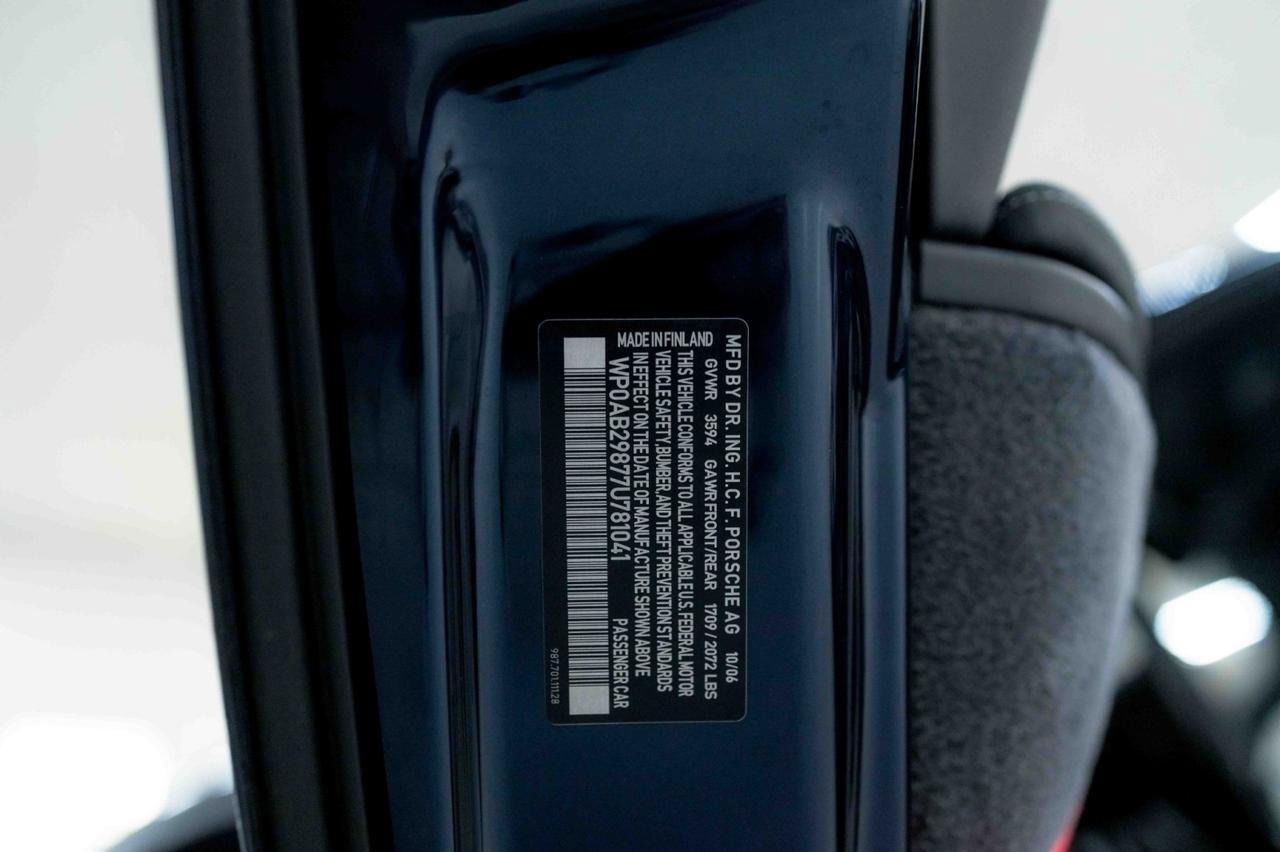 MFD BY DR. ING. H.C. F. PORSCHE AG 10/06
GVWR 3594 GAWR FRONT/REAR 1709 / 2072 LBS
THIS VEHICLE CONFORMS TO ALL APPLICABLE U.S. FEDERAL MOTOR
VEHICLE SAFETY, BUMBER, AND THEFT PREVENTION STANDARDS
IN EFFECT ON THE DATE OF MANUFACTURE SHOWN ABOVE
MADE IN FINLAND
WP0AB29877U781041 PASSENGER CAR
987.701.111.28